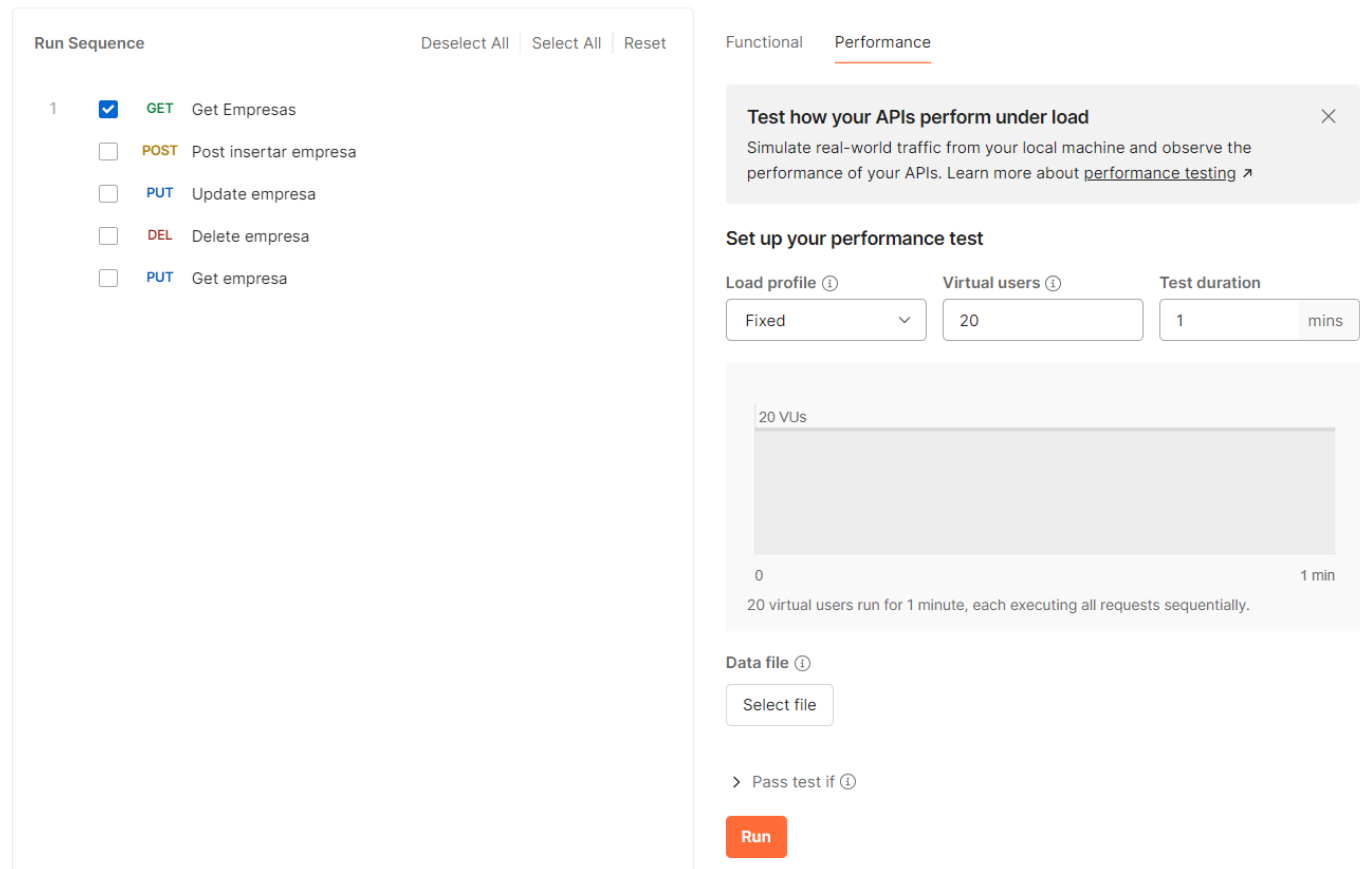 Run Sequence
Deselect All
Select All
Reset
1 GET Get Empresas
POST Post insertar empresa
PUT Update empresa
DEL Delete empresa
PUT Get empresa
Functional
Performance
Test how your APIs perform under load
Simulate real-world traffic from your local machine and observe the
performance of your APIs. Learn more about performance testing ↗
Set up your performance test
Load profile
Virtual users
Test duration
Fixed
20
1 mins
20 VUs
0
1 min
20 virtual users run for 1 minute, each executing all requests sequentially.
Data file
Select file
Pass test if
Run